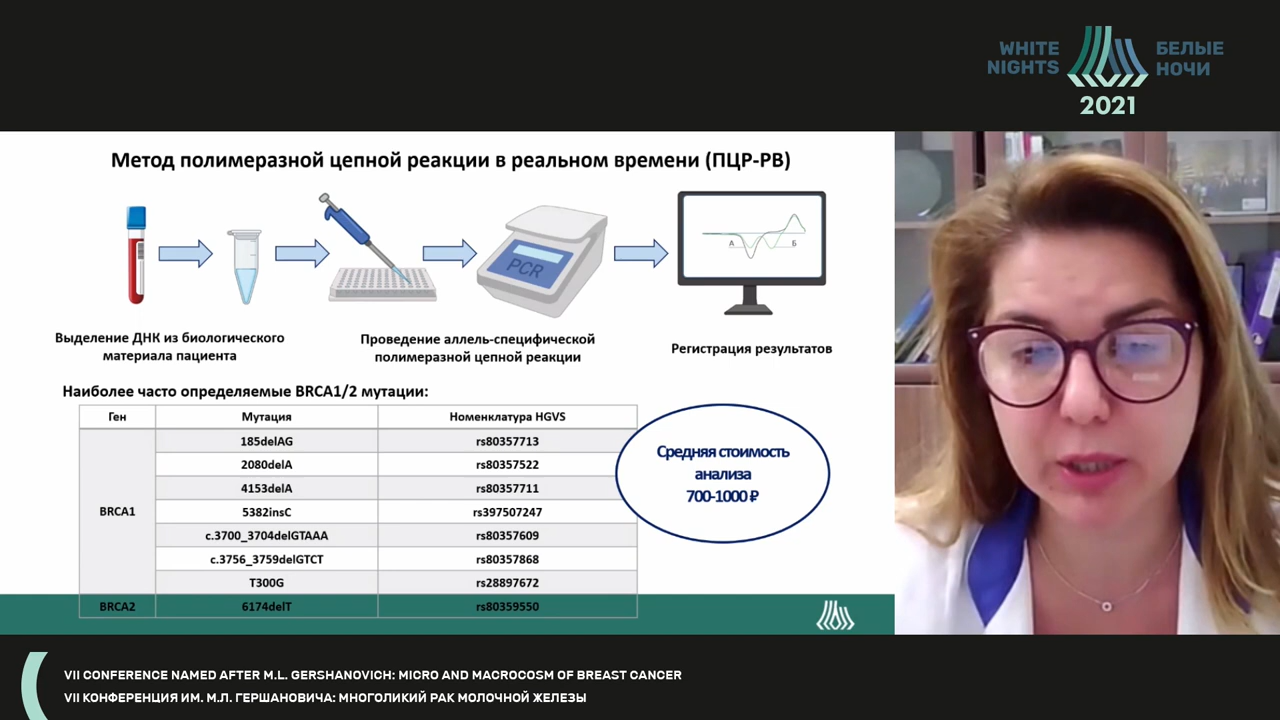 WHITE
NIGHTS
БЕЛЫЕ
НОЧИ
2021
Метод полимеразной цепной реакции в реальном времени (ПЦР-РВ)
PCR
А
Б
Выделение ДНК из биологического
материала пациента
Проведение аллель-специфической
полимеразной цепной реакции
Регистрация результатов
Наиболее часто определяемые BRCA1/2 мутации:
Ген Мутация Номенклатура HGVS
BRCA1
185delAG rs80357713
2080delA rs80357522
4153delA rs80357711
5382insC rs397507247
c.3700_3704delGTAAA rs80357609
c.3756_3759delGTCT rs80357868
T300G rs28897672
BRCA2 6174delT rs80359550
Средняя стоимость
анализа
700-1000 ₽
VII CONFERENCE NAMED AFTER M.L. GERSHANOVICH: MICRO AND MACROCOSM OF BREAST CANCER
VII КОНФЕРЕНЦИЯ ИМ. М.Л. ГЕРШАНОВИЧА: МНОГОЛИКИЙ РАК МОЛОЧНОЙ ЖЕЛЕЗЫ